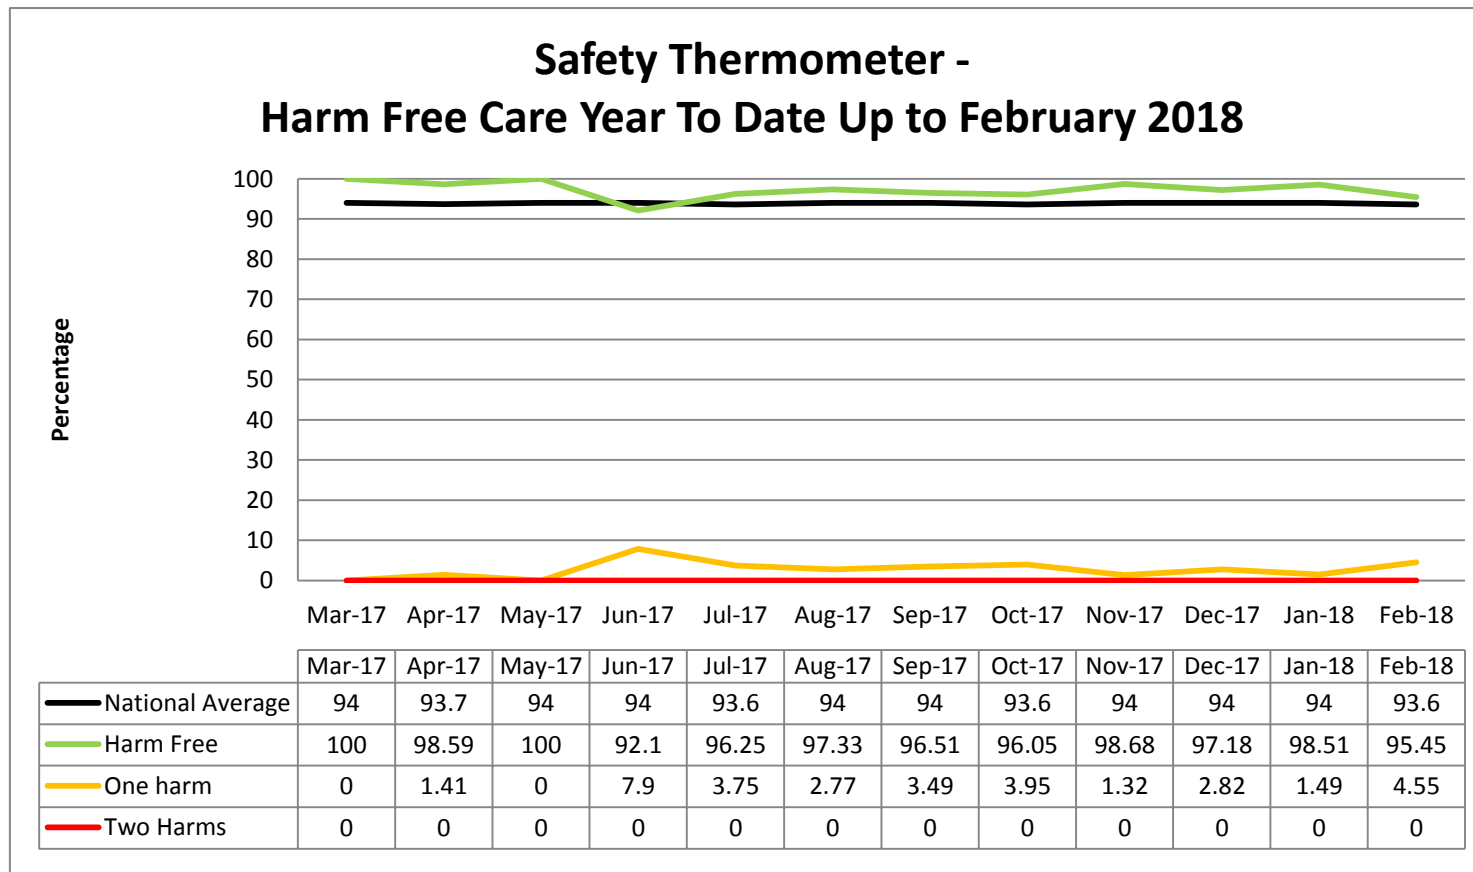 Safety Thermometer -
Harm Free Care Year To Date Up to February 2018
Percentage
100
90
80
70
60
50
40
30
20
10
0
Mar-17 Apr-17 May-17 Jun-17 Jul-17 Aug-17 Sep-17 Oct-17 Nov-17 Dec-17 Jan-18 Feb-18
Mar-17 Apr-17 May-17 Jun-17 Jul-17 Aug-17 Sep-17 Oct-17 Nov-17 Dec-17 Jan-18 Feb-18
National Average 94 93.7 94 94 93.6 94 94 93.6 94 94 94 93.6
Harm Free 100 98.59 100 92.1 96.25 97.33 96.51 96.05 98.68 97.18 98.51 95.45
One harm 0 1.41 0 7.9 3.75 2.77 3.49 3.95 1.32 2.82 1.49 4.55
Two Harms 0 0 0 0 0 0 0 0 0 0 0 0